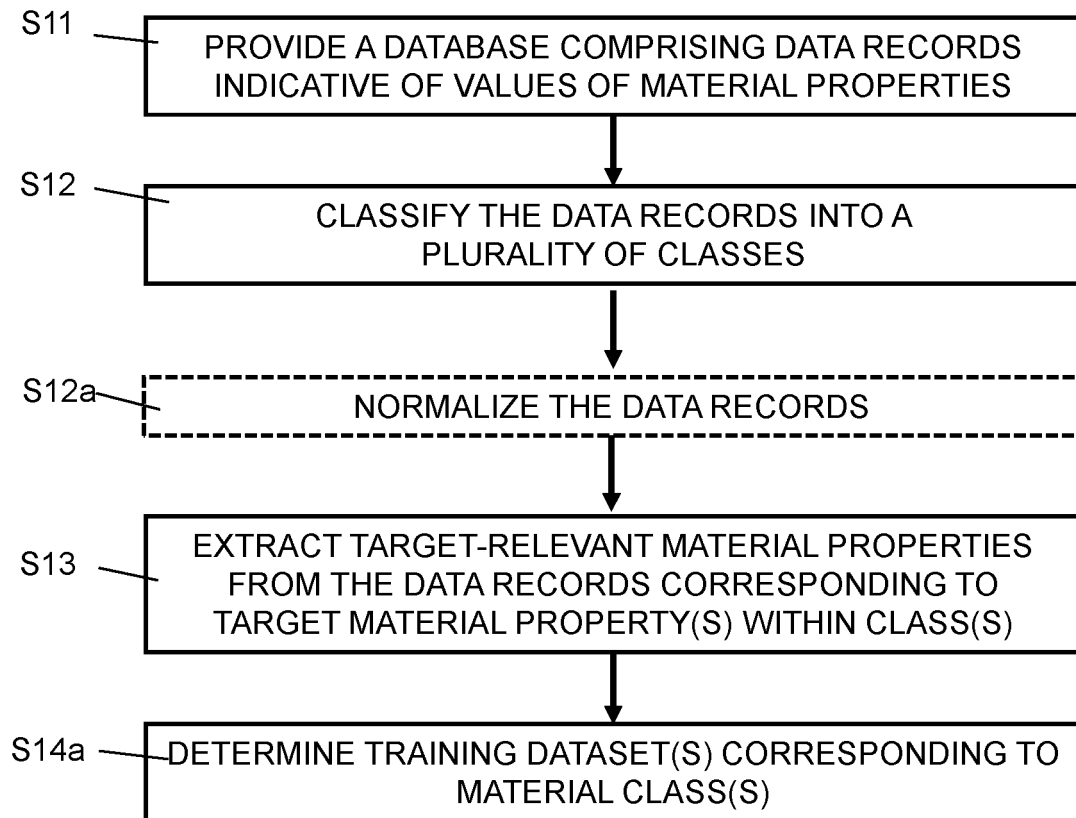 S11
PROVIDE A DATABASE COMPRISING DATA RECORDS
INDICATIVE OF VALUES OF MATERIAL PROPERTIES
S12
CLASSIFY THE DATA RECORDS INTO A
PLURALITY OF CLASSES
S12a
NORMALIZE THE DATA RECORDS
S13
EXTRACT TARGET-RELEVANT MATERIAL PROPERTIES
FROM THE DATA RECORDS CORRESPONDING TO
TARGET MATERIAL PROPERTY(S) WITHIN CLASS(S)
S14a
DETERMINE TRAINING DATASET(S) CORRESPONDING TO
MATERIAL CLASS(S)